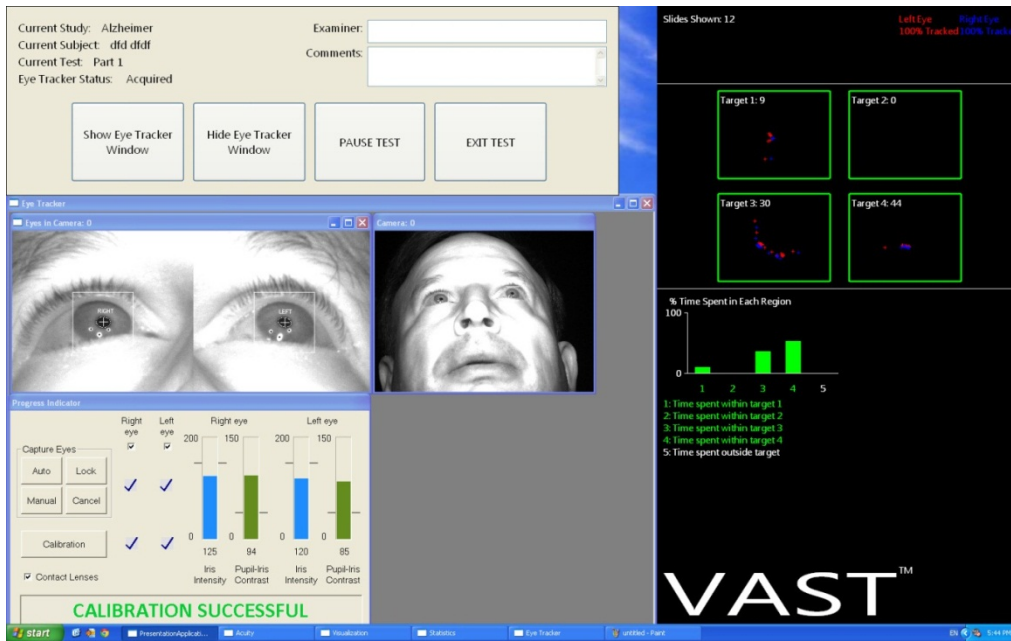 Current Study: Alzheimer
Current Subject: dfd dfdf
Current Test: Part 1
Eye Tracker Status: Acquired
Examiner:
Comments:
Show Eye Tracker Window
Hide Eye Tracker Window
PAUSE TEST
EXIT TEST
Eye Tracker
Eyes in Camera: 0
Camera: 0
RIGHT
LEFT
Progress Indicator
Right eye
Left eye
Right eye
Left eye
Capture Eyes
Auto
Lock
Manual
Cancel
Calibration
Contact Lenses
200
150
200
150
0
0
0
0
125
94
120
85
Iris Intensity
Pupil-Iris Contrast
Iris Intensity
Pupil-Iris Contrast
CALIBRATION SUCCESSFUL
Slides Shown: 12
Left Eye
100% Tracked
Right Eye
100%
Target 1: 9
Target 2: 0
Target 3: 30
Target 4: 44
% Time Spent in Each Region
100
0
1 2 3 4 5
1: Time spent within target 1
2: Time spent within target 2
3: Time spent within target 3
4: Time spent within target 4
5: Time spent outside target
VAST™
start
PresentationApplicati...
Acuity
Visualization
Statistics
Eye Tracker
untitled - Paint
EN
5:44 PM